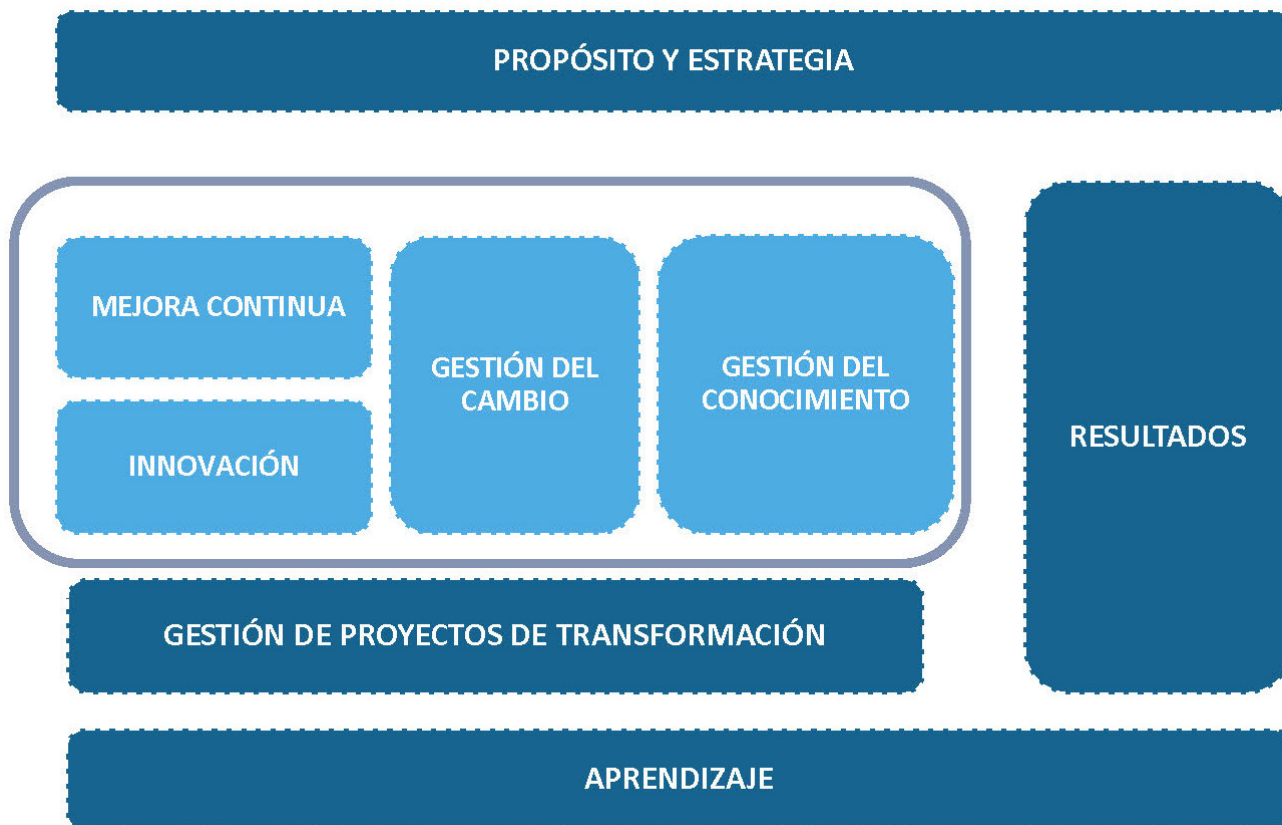 PROPÓSITO Y ESTRATEGIA
MEJORA CONTINUA
INNOVACIÓN
GESTIÓN DEL
CAMBIO
GESTIÓN DEL
CONOCIMIENTO
RESULTADOS
GESTIÓN DE PROYECTOS DE TRANSFORMACIÓN
APRENDIZAJE